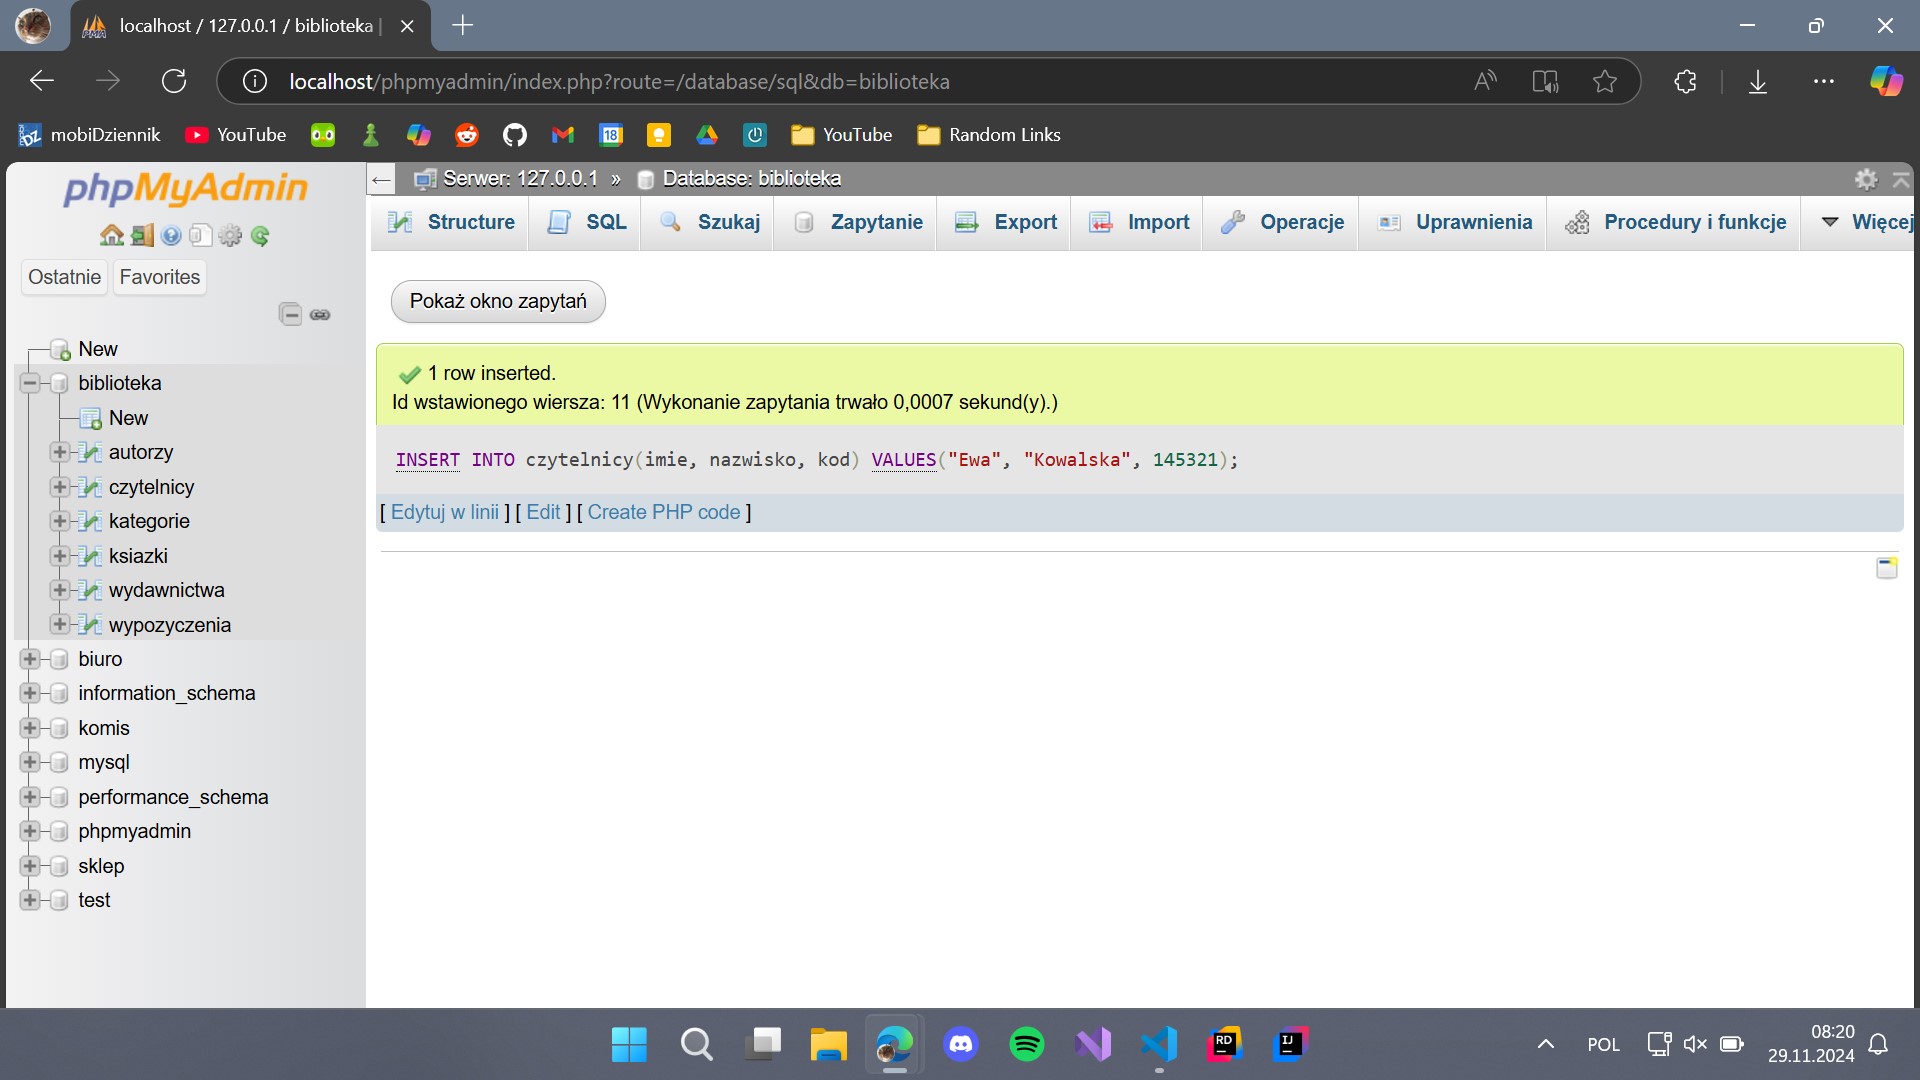 localhost / 127.0.0.1 / biblioteka |
localhost/phpmyadmin/index.php?route=/database/sql&db=biblioteka
mobiDziennik YouTube 18 YouTube Random Links
phpMyAdmin
Serwer: 127.0.0.1 » Database: biblioteka
Structure SQL Szukaj Zapytanie Export Import Operacje Uprawnienia Procedury i funkcje Więcej
Ostatnie Favorites
Pokaż okno zapytań
New
biblioteka
New
autorzy
czytelnicy
kategorie
ksiazki
wydawnictwa
wypozyczenia
biuro
information_schema
komis
mysql
performance_schema
phpmyadmin
sklep
test
1 row inserted.
Id wstawionego wiersza: 11 (Wykonanie zapytania trwało 0,0007 sekund(y).)
INSERT INTO czytelnicy(imie, nazwisko, kod) VALUES("Ewa", "Kowalska", 145321);
[ Edytuj w linii ] [ Edit ] [ Create PHP code ]
RD IJ
POL
08:20
29.11.2024